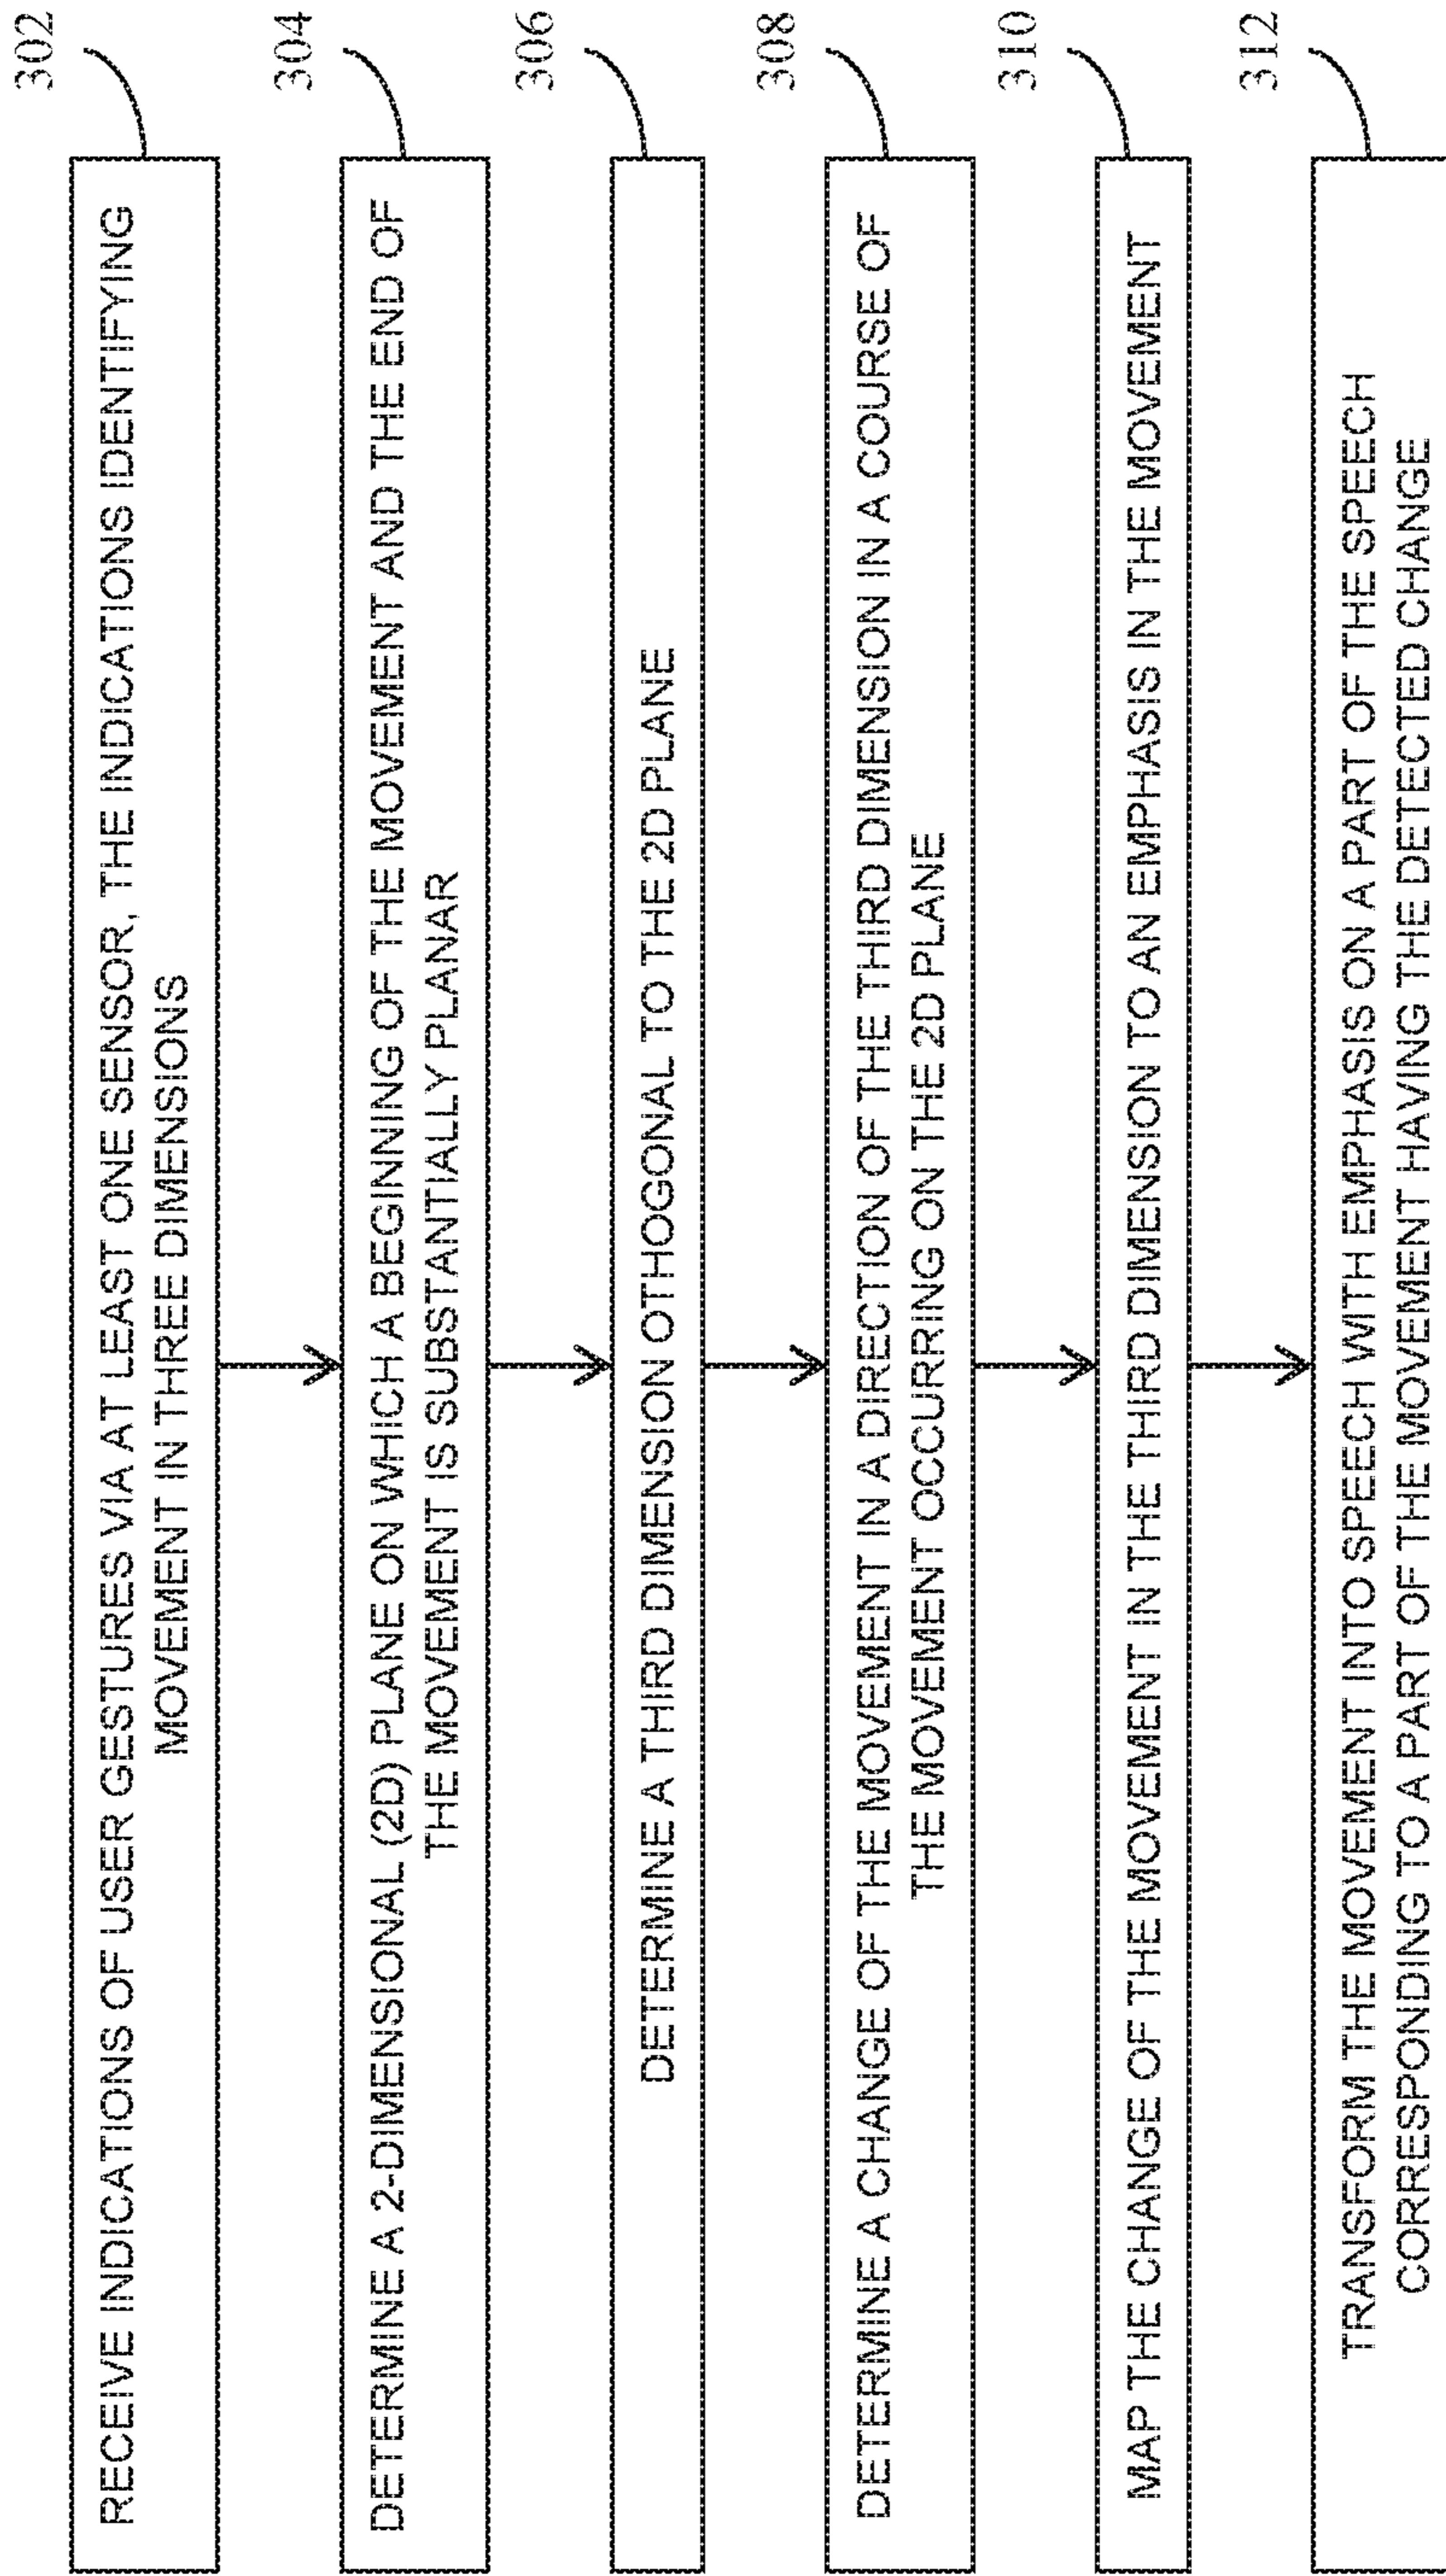 302
RECEIVE INDICATIONS OF USER GESTURES VIA AT LEAST ONE SENSOR, THE INDICATIONS IDENTIFYING
MOVEMENT IN THREE DIMENSIONS
304
DETERMINE A 2-DIMENSIONAL (2D) PLANE ON WHICH A BEGINNING OF THE MOVEMENT AND THE END OF
THE MOVEMENT IS SUBSTANTIALLY PLANAR
306
DETERMINE A THIRD DIMENSION OTHOGONAL TO THE 2D PLANE
308
DETERMINE A CHANGE OF THE MOVEMENT IN A DIRECTION OF THE THIRD DIMENSION IN A COURSE OF
THE MOVEMENT OCCURRING ON THE 2D PLANE
310
MAP THE CHANGE OF THE MOVEMENT IN THE THIRD DIMENSION TO AN EMPHASIS IN THE MOVEMENT
312
TRANSFORM THE MOVEMENT INTO SPEECH WITH EMPHASIS ON A PART OF THE SPEECH
CORRESPONDING TO A PART OF THE MOVEMENT HAVING THE DETECTED CHANGE